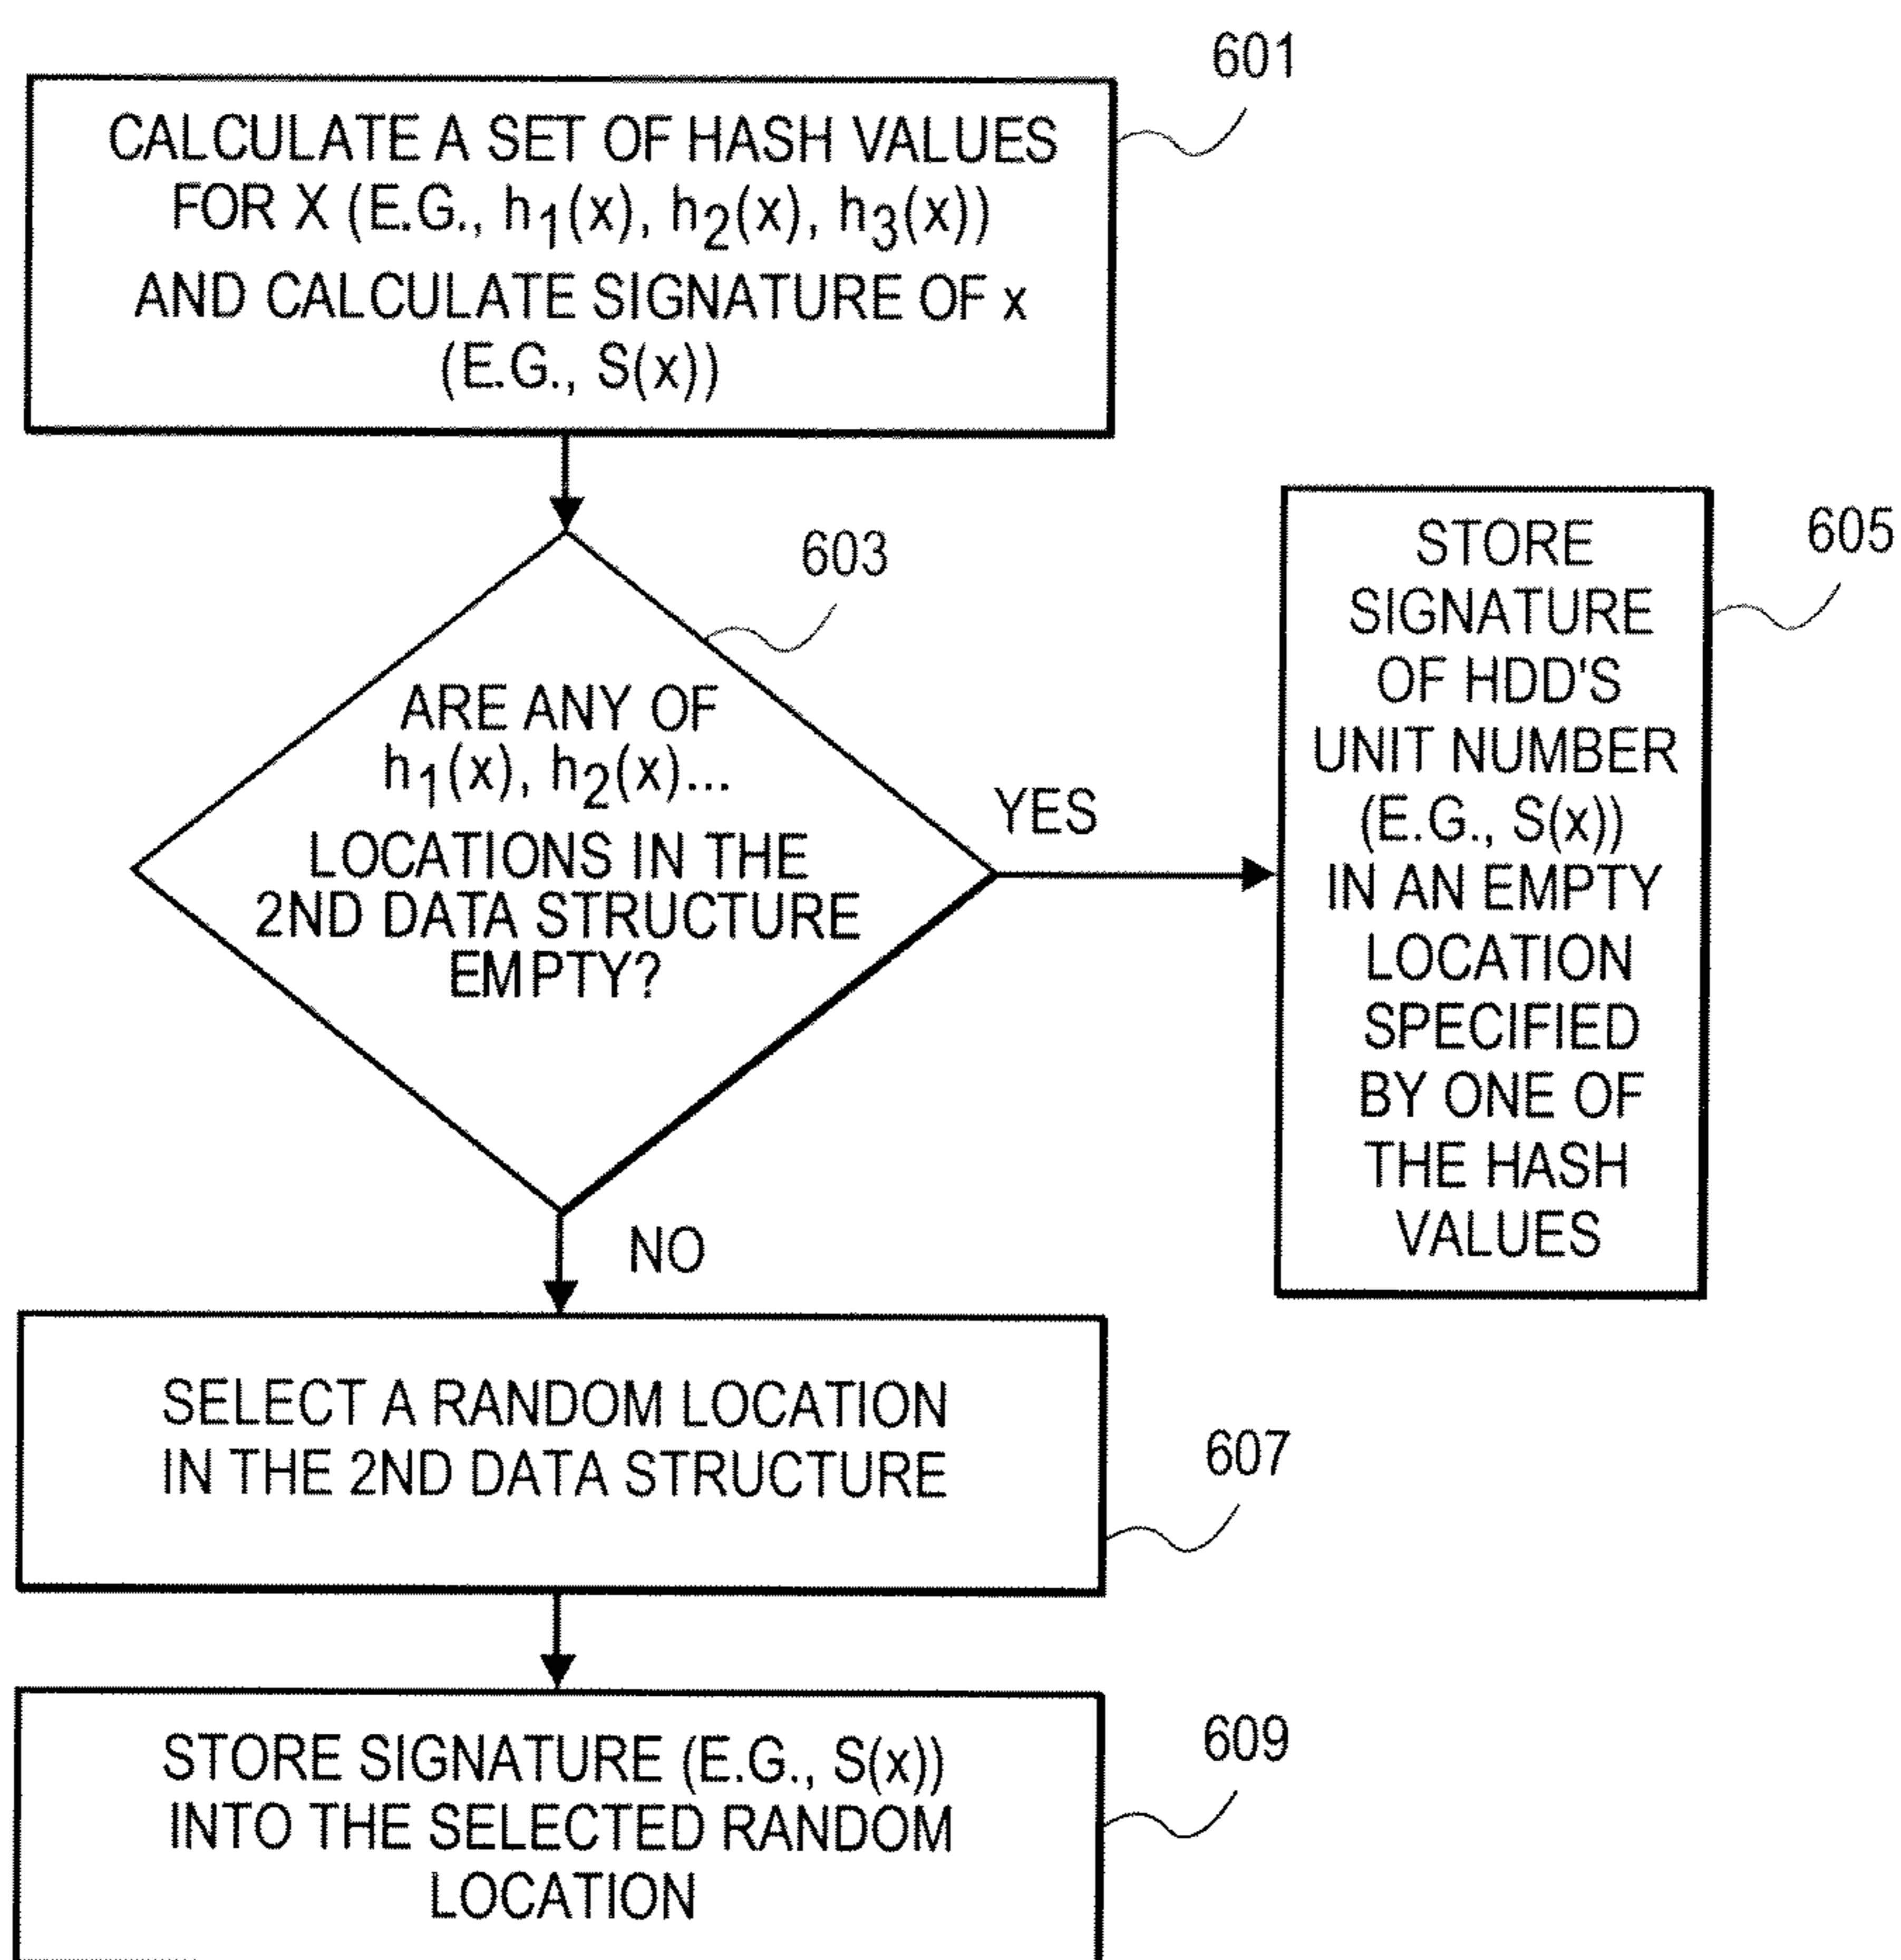 601
CALCULATE A SET OF HASH VALUES
FOR X (E.G., h₁(x), h₂(x), h₃(x))
AND CALCULATE SIGNATURE OF x
(E.G., S(x))
603
ARE ANY OF
h₁(x), h₂(x)...
LOCATIONS IN THE
2ND DATA STRUCTURE
EMPTY?
YES
605
STORE
SIGNATURE
OF HDD'S
UNIT NUMBER
(E.G., S(x))
IN AN EMPTY
LOCATION
SPECIFIED
BY ONE OF
THE HASH
VALUES
NO
SELECT A RANDOM LOCATION
IN THE 2ND DATA STRUCTURE
607
STORE SIGNATURE (E.G., S(x))
INTO THE SELECTED RANDOM
LOCATION
609